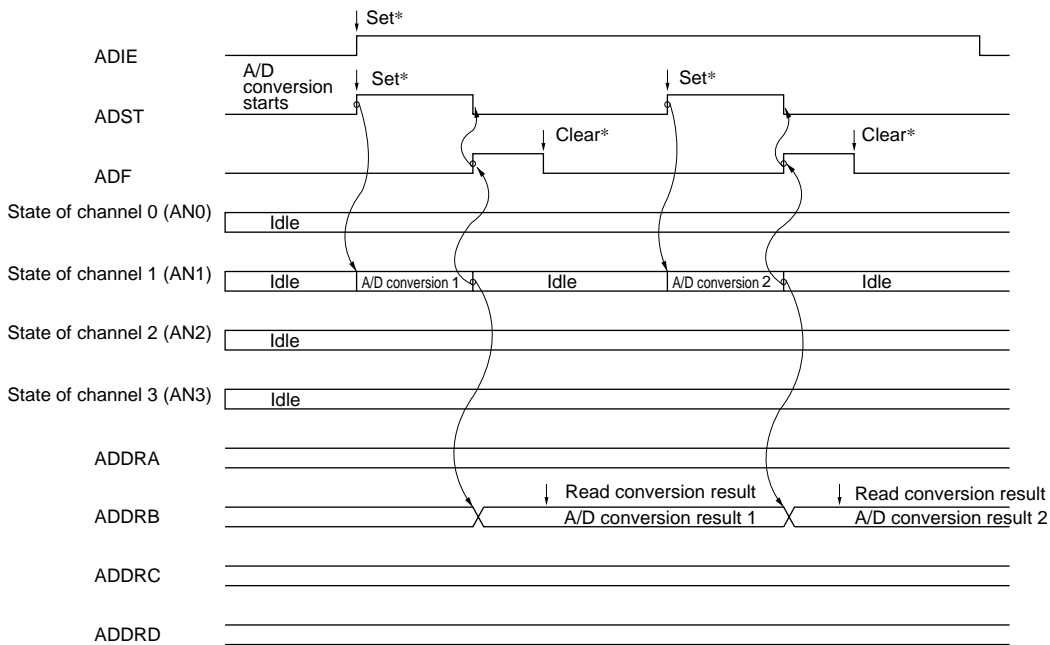 Set*
ADIE
A/D
conversion
starts
Set*
Set*
ADST
Clear*
Clear*
ADF
State of channel 0 (AN0)
Idle
State of channel 1 (AN1)
Idle
A/D conversion 1
Idle
A/D conversion 2
Idle
State of channel 2 (AN2)
Idle
State of channel 3 (AN3)
Idle
ADDRA
Read conversion result
Read conversion result
ADDRB
A/D conversion result 1
A/D conversion result 2
ADDRC
ADDRD